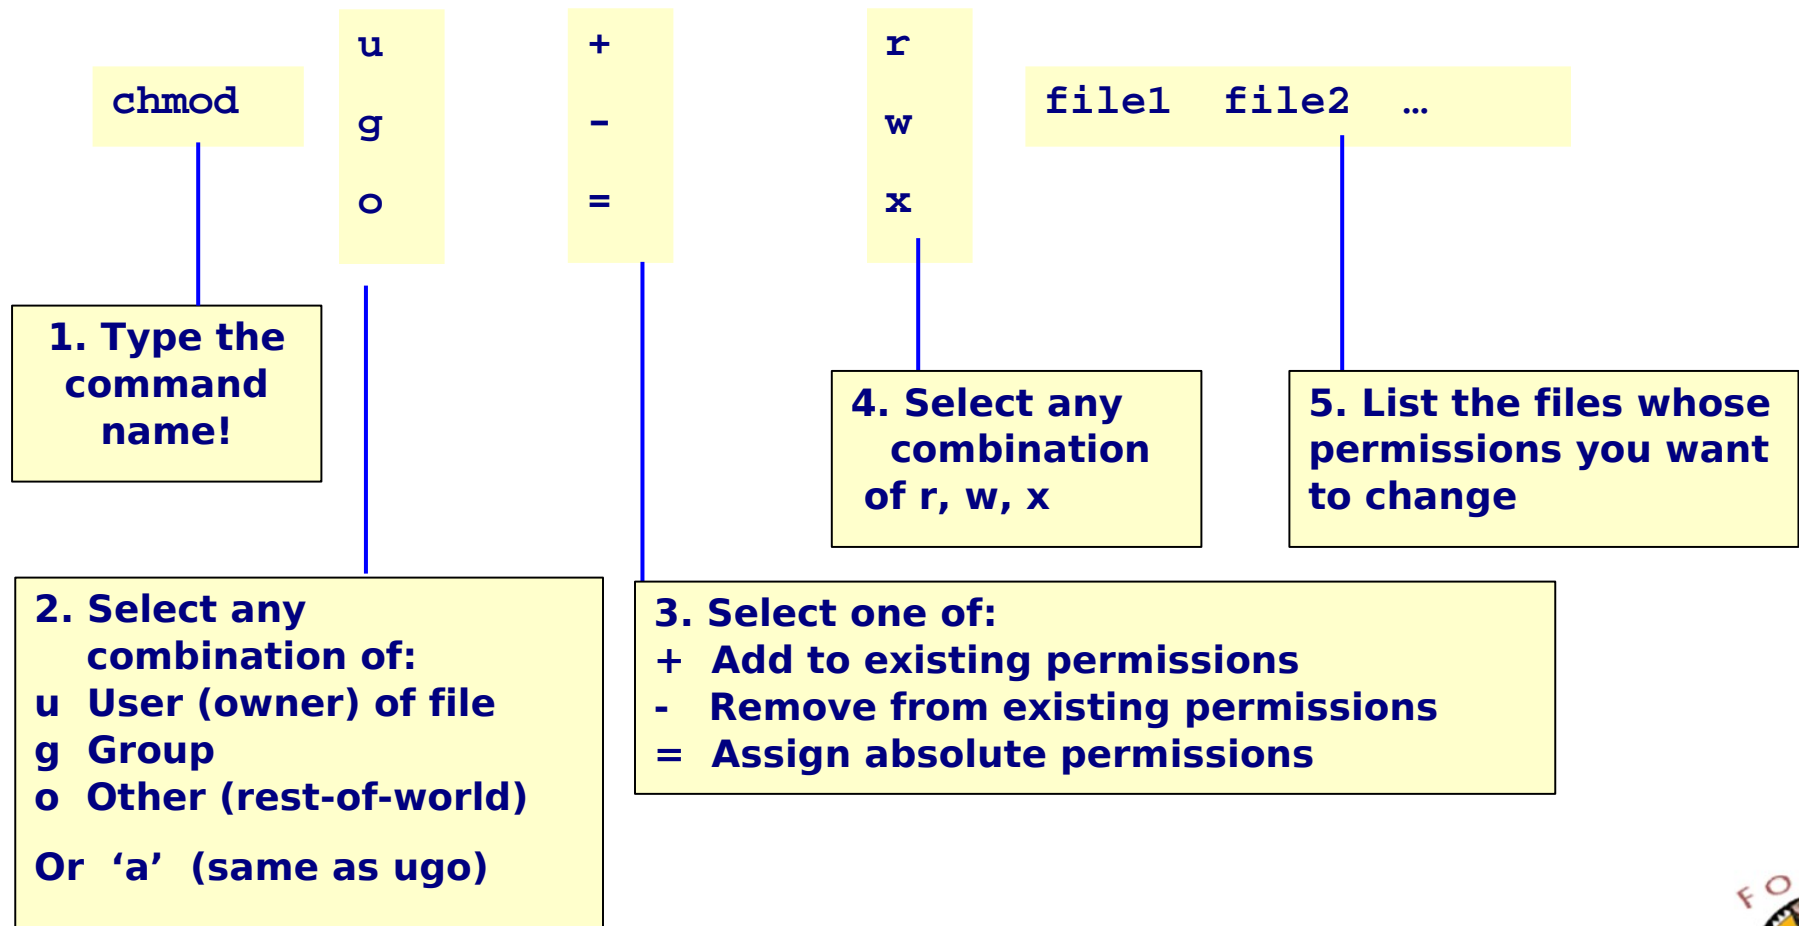 chmod
u
g
o
+
-
=
r
w
x
file1 file2 …
1. Type the
command
name!
2. Select any
combination of:
u User (owner) of file
g Group
o Other (rest-of-world)
Or ‘a’ (same as ugo)
3. Select one of:
+ Add to existing permissions
- Remove from existing permissions
= Assign absolute permissions
4. Select any
combination
of r, w, x
5. List the files whose
permissions you want
to change
FO